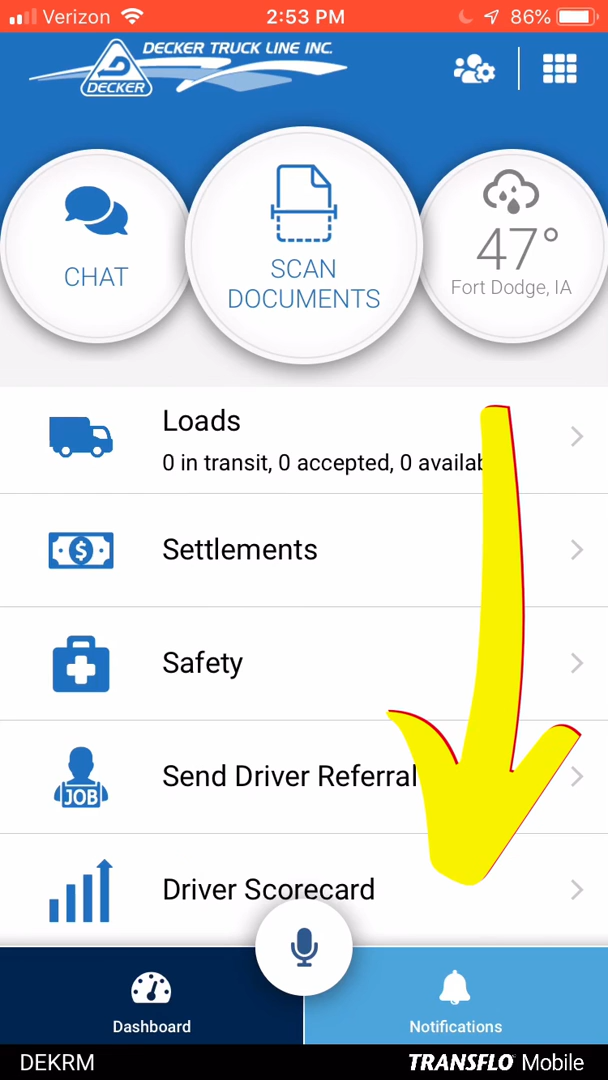 Verizon 2:53 PM 86%
DECKER TRUCK LINE INC.
DECKER
CHAT
SCAN
DOCUMENTS
47°
Fort Dodge, IA
Loads
0 in transit, 0 accepted, 0 availab
Settlements
Safety
Send Driver Referral
JOB
Driver Scorecard
Dashboard
Notifications
DEKRM
TRANSFLO Mobile